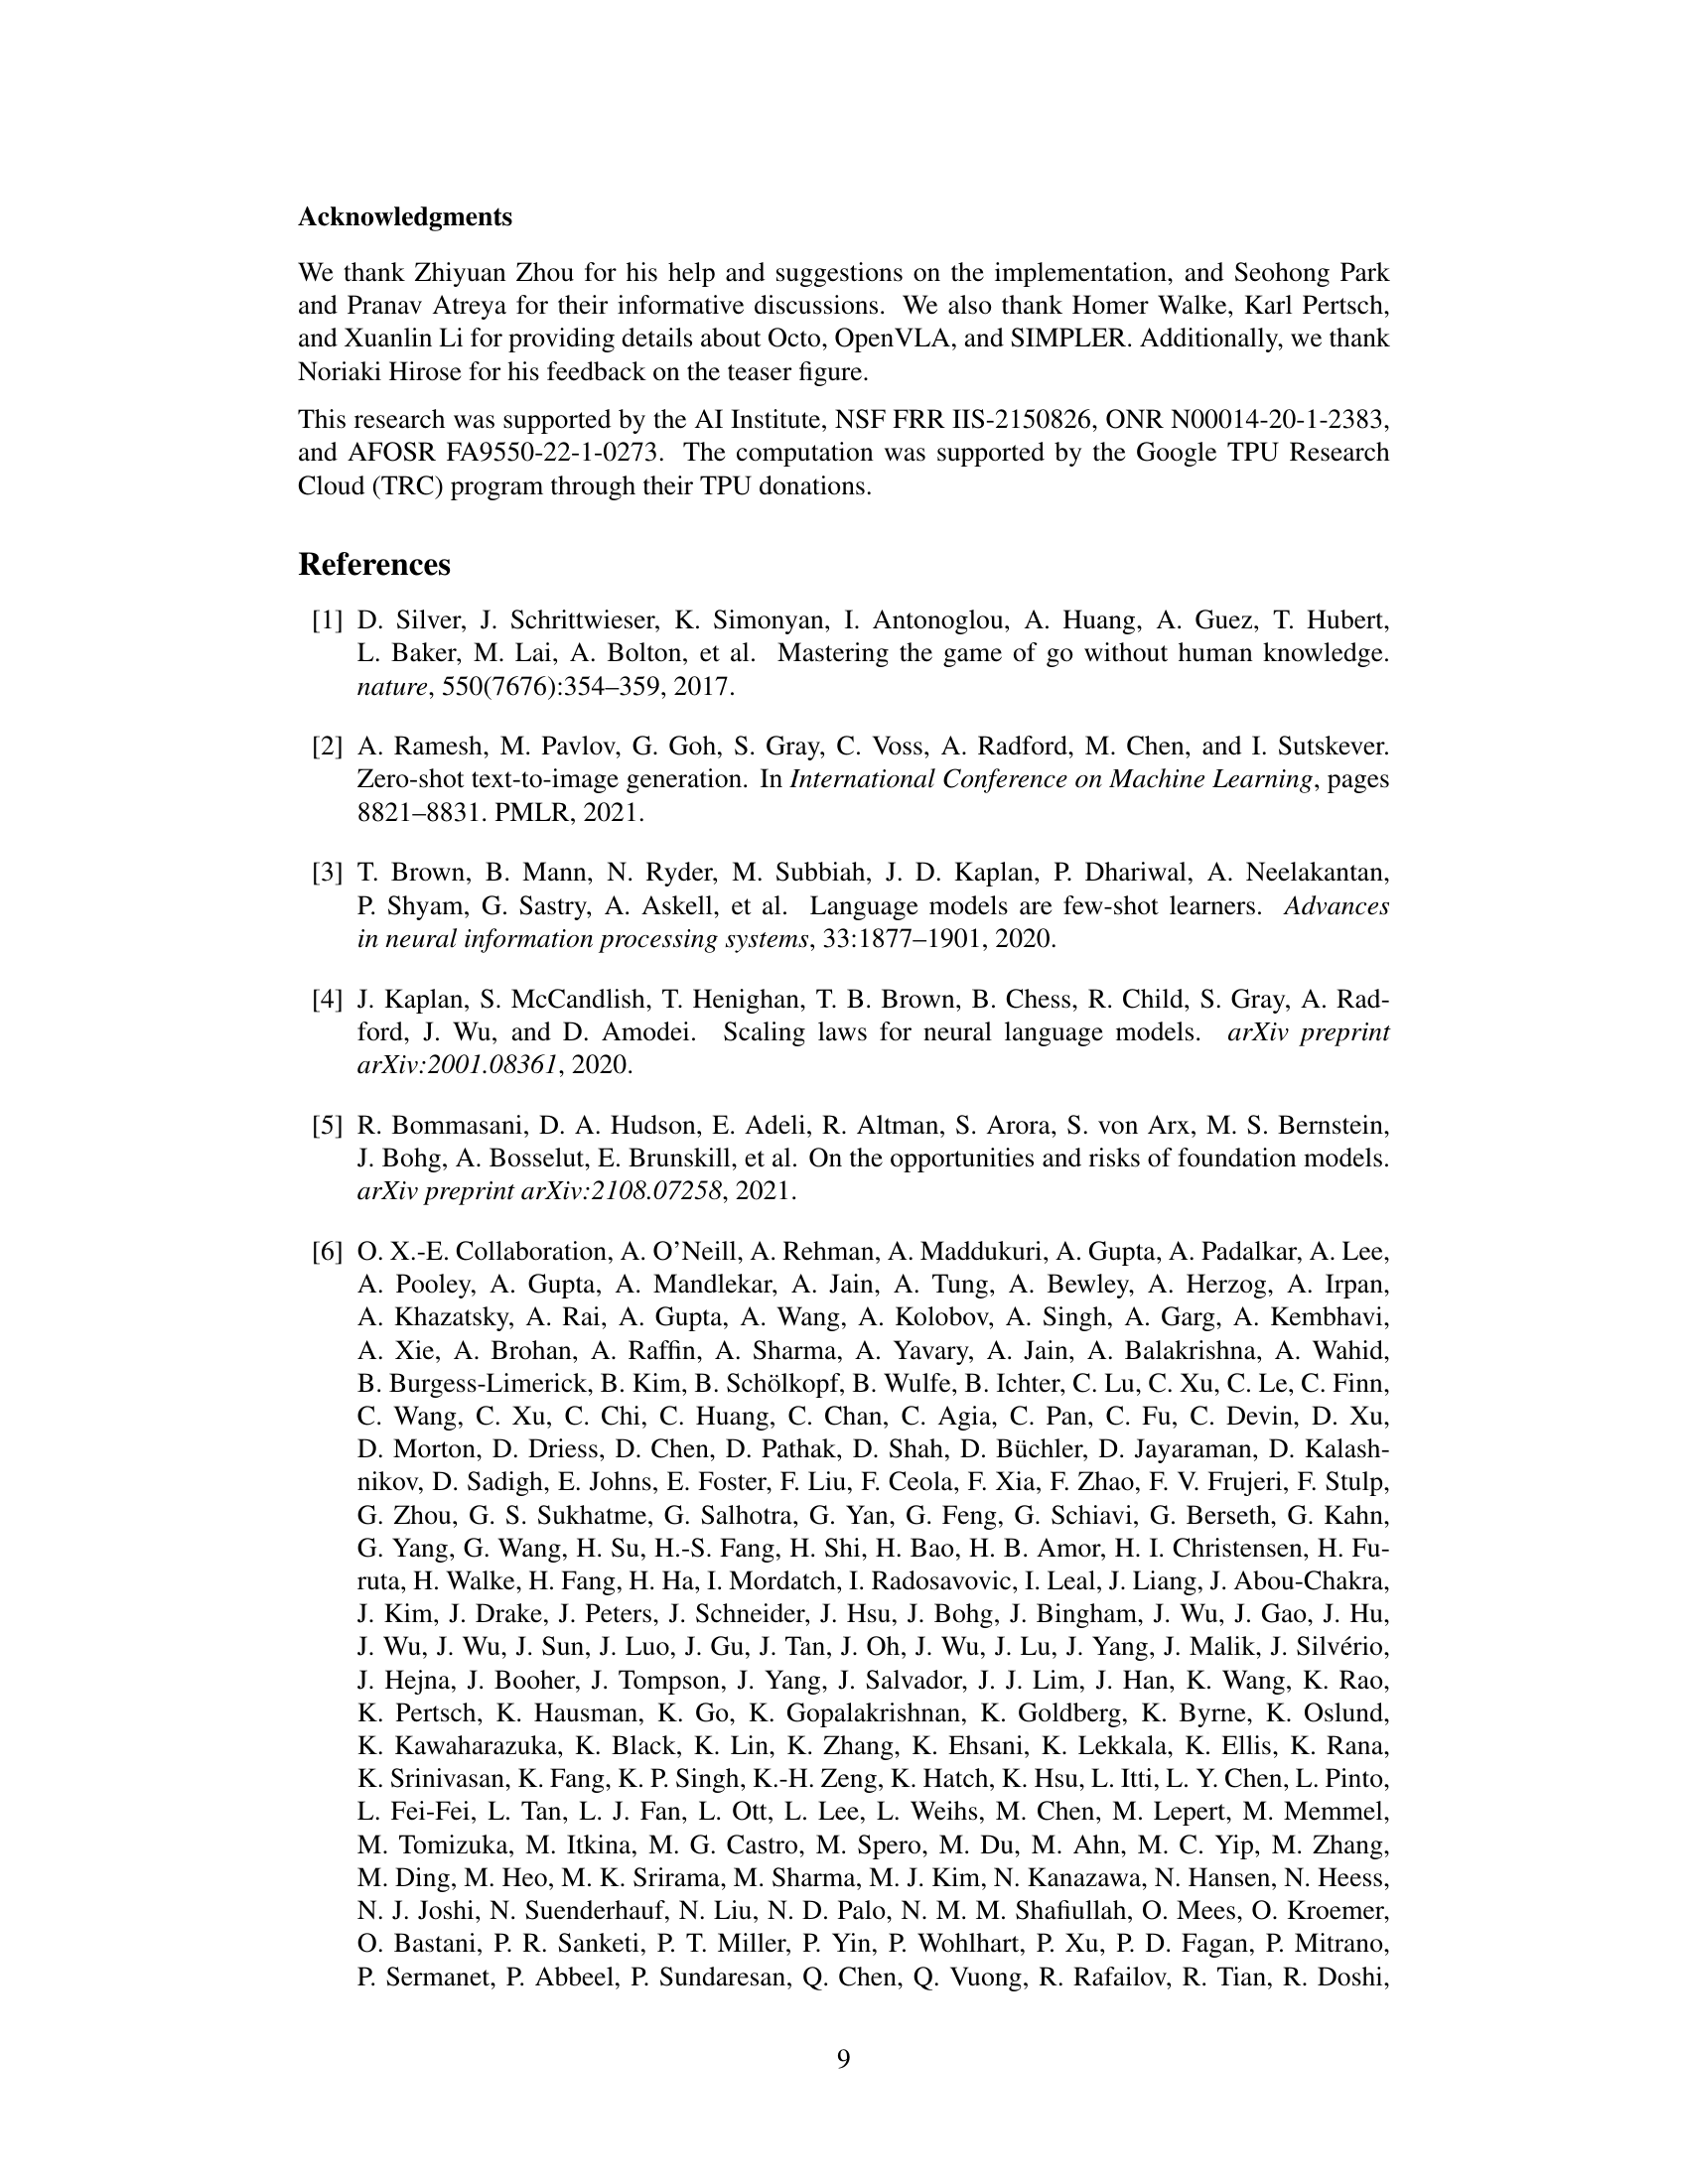 Acknowledgments
We thank Zhiyuan Zhou for his help and suggestions on the implementation, and Seohong Park
and Pranav Atreya for their informative discussions. We also thank Homer Walke, Karl Pertsch,
and Xuanlin Li for providing details about Octo, OpenVLA, and SIMPLER. Additionally, we thank
Noriaki Hirose for his feedback on the teaser figure.
This research was supported by the AI Institute, NSF FRR IIS-2150826, ONR N00014-20-1-2383,
and AFOSR FA9550-22-1-0273. The computation was supported by the Google TPU Research
Cloud (TRC) program through their TPU donations.
References
[1] D. Silver, J. Schrittwieser, K. Simonyan, I. Antonoglou, A. Huang, A. Guez, T. Hubert,
L. Baker, M. Lai, A. Bolton, et al. Mastering the game of go without human knowledge.
nature, 550(7676):354–359, 2017.
[2] A. Ramesh, M. Pavlov, G. Goh, S. Gray, C. Voss, A. Radford, M. Chen, and I. Sutskever.
Zero-shot text-to-image generation. In International Conference on Machine Learning, pages
8821–8831. PMLR, 2021.
[3] T. Brown, B. Mann, N. Ryder, M. Subbiah, J. D. Kaplan, P. Dhariwal, A. Neelakantan,
P. Shyam, G. Sastry, A. Askell, et al. Language models are few-shot learners. Advances
in neural information processing systems, 33:1877–1901, 2020.
[4] J. Kaplan, S. McCandlish, T. Henighan, T. B. Brown, B. Chess, R. Child, S. Gray, A. Rad-
ford, J. Wu, and D. Amodei. Scaling laws for neural language models. arXiv preprint
arXiv:2001.08361, 2020.
[5] R. Bommasani, D. A. Hudson, E. Adeli, R. Altman, S. Arora, S. von Arx, M. S. Bernstein,
J. Bohg, A. Bosselut, E. Brunskill, et al. On the opportunities and risks of foundation models.
arXiv preprint arXiv:2108.07258, 2021.
[6] O. X.-E. Collaboration, A. O'Neill, A. Rehman, A. Maddukuri, A. Gupta, A. Padalkar, A. Lee,
A. Pooley, A. Gupta, A. Mandlekar, A. Jain, A. Tung, A. Bewley, A. Herzog, A. Irpan,
A. Khazatsky, A. Rai, A. Gupta, A. Wang, A. Kolobov, A. Singh, A. Garg, A. Kembhavi,
A. Xie, A. Brohan, A. Raffin, A. Sharma, A. Yavary, A. Jain, A. Balakrishna, A. Wahid,
B. Burgess-Limerick, B. Kim, B. Schölkopf, B. Wulfe, B. Ichter, C. Lu, C. Xu, C. Le, C. Finn,
C. Wang, C. Xu, C. Chi, C. Huang, C. Chan, C. Agia, C. Pan, C. Fu, C. Devin, D. Xu,
D. Morton, D. Driess, D. Chen, D. Pathak, D. Shah, D. Büchler, D. Jayaraman, D. Kalash-
nikov, D. Sadigh, E. Johns, E. Foster, F. Liu, F. Ceola, F. Xia, F. Zhao, F. V. Frujeri, F. Stulp,
G. Zhou, G. S. Sukhatme, G. Salhotra, G. Yan, G. Feng, G. Schiavi, G. Berseth, G. Kahn,
G. Yang, G. Wang, H. Su, H.-S. Fang, H. Shi, H. Bao, H. B. Amor, H. I. Christensen, H. Fu-
ruta, H. Walke, H. Fang, H. Ha, I. Mordatch, I. Radosavovic, I. Leal, J. Liang, J. Abou-Chakra,
J. Kim, J. Drake, J. Peters, J. Schneider, J. Hsu, J. Bohg, J. Bingham, J. Wu, J. Gao, J. Hu,
J. Wu, J. Wu, J. Sun, J. Luo, J. Gu, J. Tan, J. Oh, J. Wu, J. Lu, J. Yang, J. Malik, J. Silvério,
J. Hejna, J. Booher, J. Tompson, J. Yang, J. Salvador, J. J. Lim, J. Han, K. Wang, K. Rao,
K. Pertsch, K. Hausman, K. Go, K. Gopalakrishnan, K. Goldberg, K. Byrne, K. Oslund,
K. Kawaharazuka, K. Black, K. Lin, K. Zhang, K. Ehsani, K. Lekkala, K. Ellis, K. Rana,
K. Srinivasan, K. Fang, K. P. Singh, K.-H. Zeng, K. Hatch, K. Hsu, L. Itti, L. Y. Chen, L. Pinto,
L. Fei-Fei, L. Tan, L. J. Fan, L. Ott, L. Lee, L. Weihs, M. Chen, M. Lepert, M. Memmel,
M. Tomizuka, M. Itkina, M. G. Castro, M. Spero, M. Du, M. Ahn, M. C. Yip, M. Zhang,
M. Ding, M. Heo, M. K. Srirama, M. Sharma, M. J. Kim, N. Kanazawa, N. Hansen, N. Heess,
N. J. Joshi, N. Suenderhauf, N. Liu, N. D. Palo, N. M. M. Shafiullah, O. Mees, O. Kroemer,
O. Bastani, P. R. Sanketi, P. T. Miller, P. Yin, P. Wohlhart, P. Xu, P. D. Fagan, P. Mitrano,
P. Sermanet, P. Abbeel, P. Sundaresan, Q. Chen, Q. Vuong, R. Rafailov, R. Tian, R. Doshi,
9